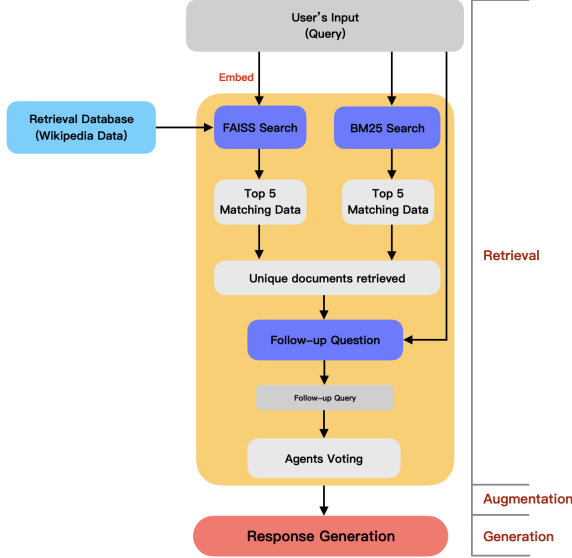 User's Input
(Query)
Embed
Retrieval Database
(Wikipedia Data)
FAISS Search
BM25 Search
Top 5
Matching Data
Top 5
Matching Data
Unique documents retrieved
Retrieval
Follow-up Question
Follow-up Query
Agents Voting
Augmentation
Response Generation
Generation